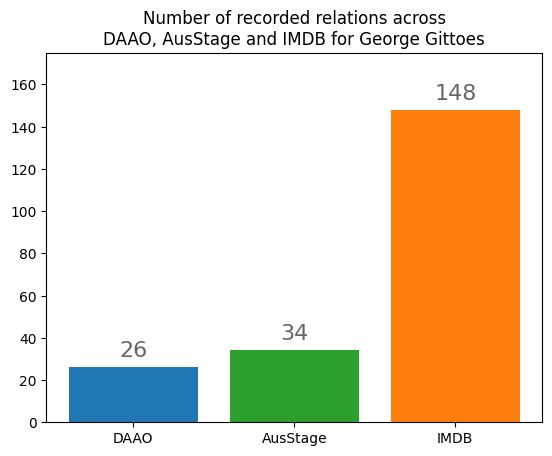 Number of recorded relations across
DAAO, AusStage and IMDB for George Gittoes
160
140
120
100
80
60
40
20
0
26
34
148
DAAO
AusStage
IMDB